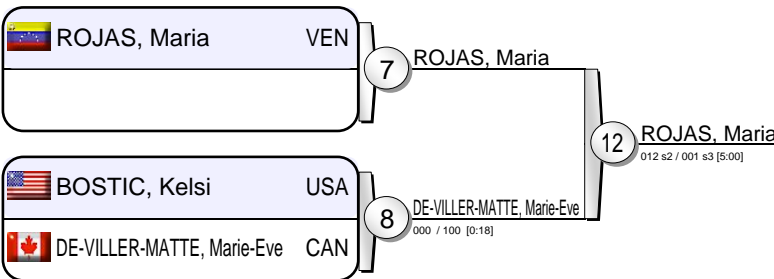 ROJAS, Maria VEN
7
ROJAS, Maria
12
ROJAS, Maria
012 s2 / 001 s3 [5:00]
BOSTIC, Kelsi USA
DE-VILLER-MATTE, Marie-Eve CAN
8
DE-VILLER-MATTE, Marie-Eve
000 / 100 [0:18]